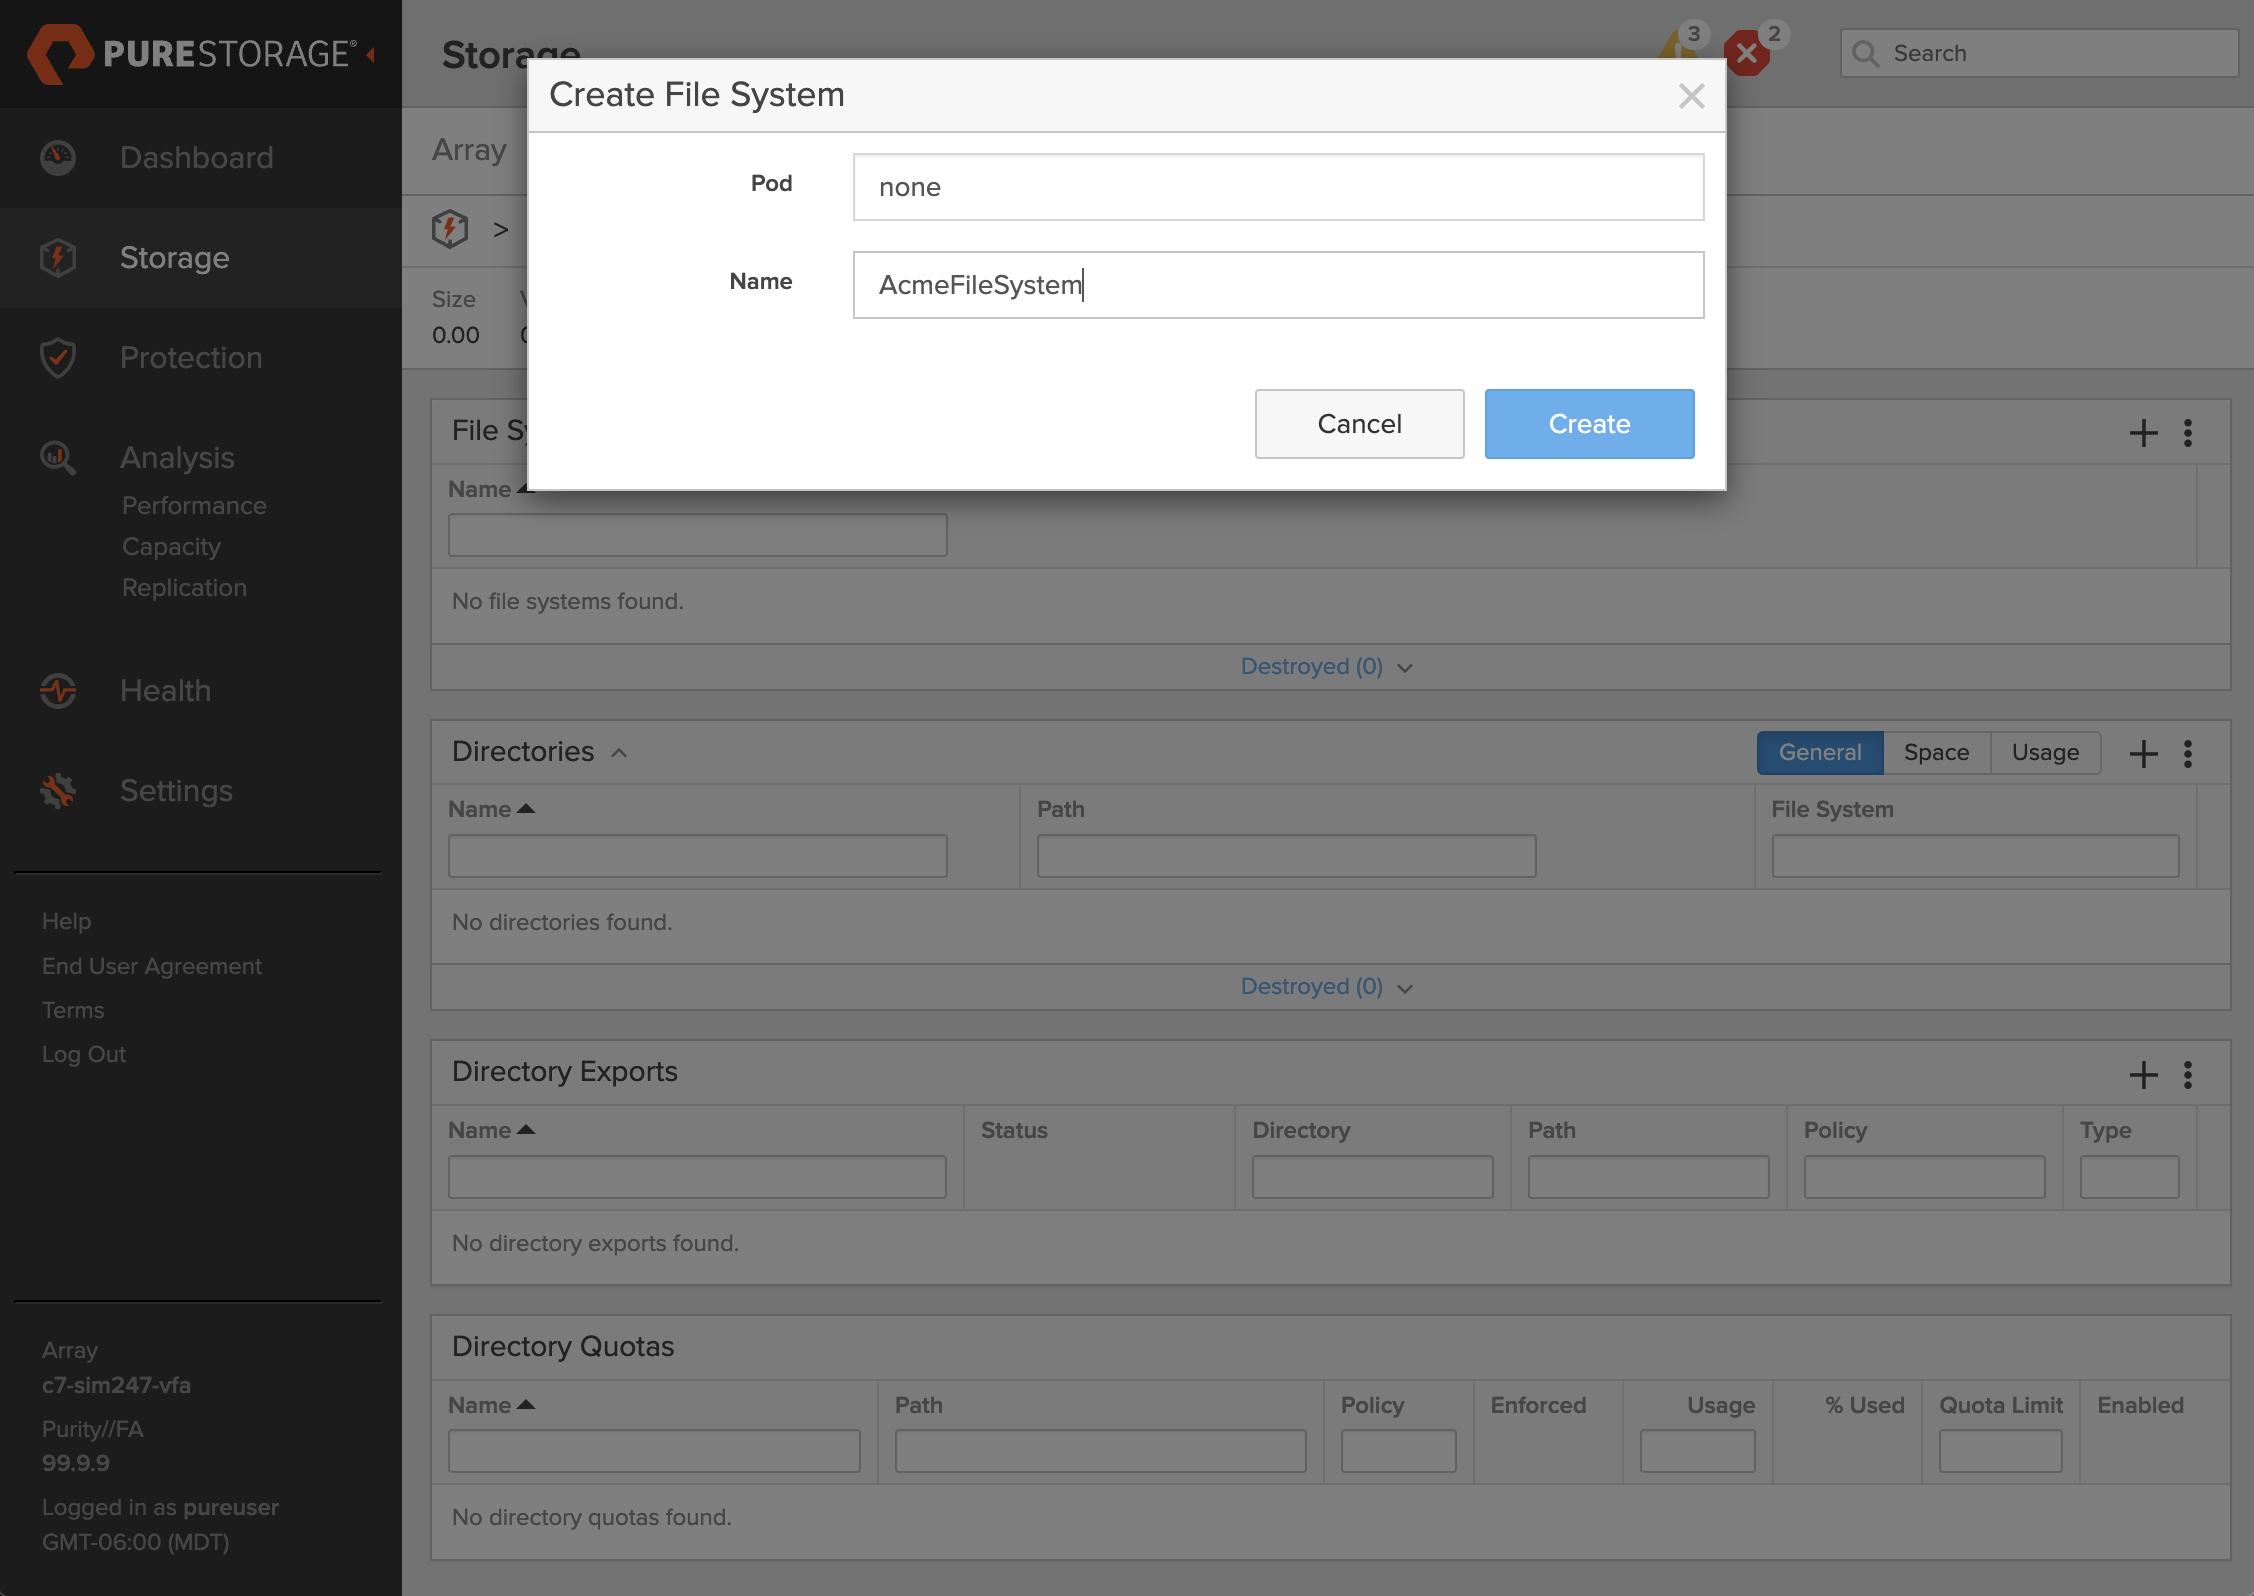 PURESTORAGE®
Dashboard
Storage
Protection
Analysis
Performance
Capacity
Replication
Health
Settings
Help
End User Agreement
Terms
Log Out
Array
c7-sim247-vfa
Purity//FA
99.9.9
Logged in as pureuser
GMT-06:00 (MDT)
Storage
3
2
Search
Array
>
Size
0.00
Create File System
Pod
none
Name
AcmeFileSystem
Cancel
Create
File Sy
Name
No file systems found.
Destroyed (0)
Directories
General Space Usage
Name Path File System
No directories found.
Destroyed (0)
Directory Exports
Name Status Directory Path Policy Type
No directory exports found.
Directory Quotas
Name Path Policy Enforced Usage % Used Quota Limit Enabled
No directory quotas found.